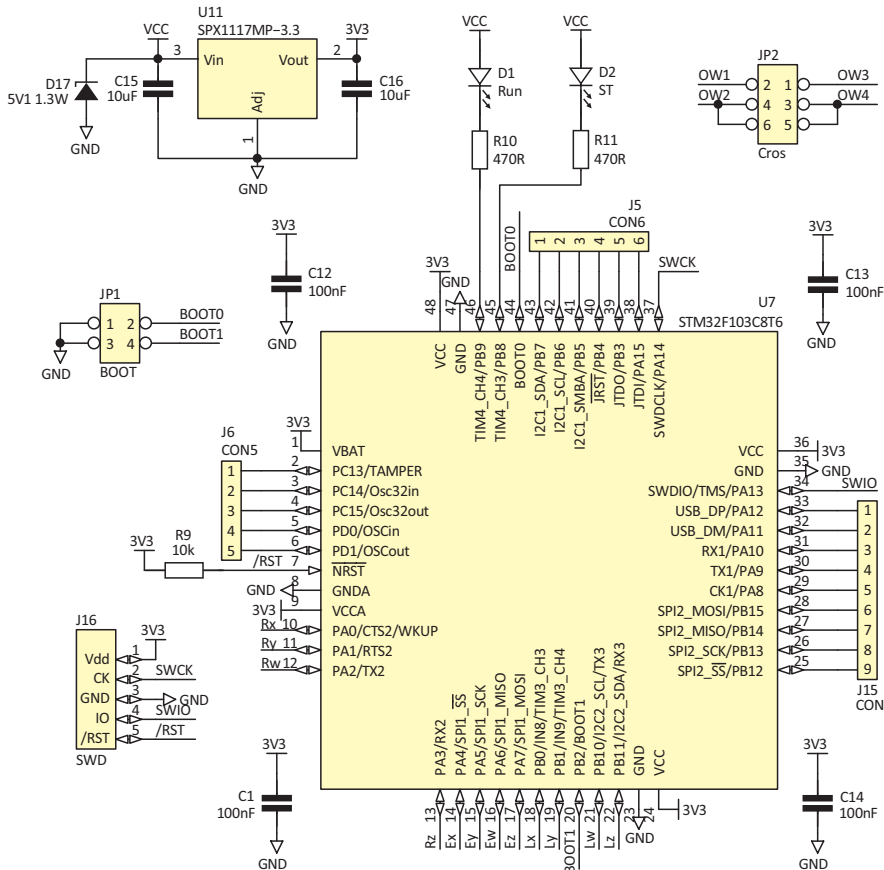 U11
SPX1117MP-3.3
VCC
3
Vin
Vout
2
3V3
Adj
1
D17
5V1 1.3W
C15
10uF
C16
10uF
GND
GND
VCC
D1
Run
R10
470R
VCC
D2
ST
R11
470R
JP2
OW1
2
1
OW3
OW2
4
3
OW4
6
5
Cros
3V3
C12
100nF
GND
3V3
C13
100nF
GND
JP1
1
2
BOOT0
3
4
BOOT1
GND
BOOT
J5
CON6
1
2
3
4
5
6
BOOT0
SWCK
3V3
GND
U7
STM32F103C8T6
48
47
46
45
44
43
42
41
40
39
38
37
VCC
GND
TIM4_CH4/PB9
TIM4_CH3/PB8
BOOT0
I2C1_SDA/PB7
I2C1_SCL/PB6
I2C1_SMBA/PB5
JRST/PB4
JTDO/PB3
JTDI/PA15
SWDCLK/PA14
3V3
1
VBAT
2
PC13/TAMPER
3
PC14/Osc32in
4
PC15/Osc32out
5
PD0/OSCin
6
PD1/OSCout
/RST
7
NRST
GND
8
GNDA
3V3
9
VCCA
Rx
10
PA0/CTS2/WKUP
Ry
11
PA1/RTS2
Rw
12
PA2/TX2
J6
CON5
1
2
3
4
5
R9
10k
3V3
VCC
36
3V3
GND
35
GND
SWDIO/TMS/PA13
34
SWIO
USB_DP/PA12
33
1
USB_DM/PA11
32
2
RX1/PA10
31
3
TX1/PA9
30
4
CK1/PA8
29
5
SPI2_MOSI/PB15
28
6
SPI2_MISO/PB14
27
7
SPI2_SCK/PB13
26
8
SPI2_SS/PB12
25
9
J15
CON
J16
3V3
Vdd
1
CK
2
SWCK
GND
3
GND
IO
4
SWIO
/RST
5
/RST
SWD
PA3/RX2
PA4/SPI1_SS
PA5/SPI1_SCK
PA6/SPI1_MISO
PA7/SPI1_MOSI
PB0/IN8/TIM3_CH3
PB1/IN9/TIM3_CH4
PB2/BOOT1
PB10/I2C2_SCL/TX3
PB11/I2C2_SDA/RX3
GND
VCC
Rz 13
Ex 14
Ey 15
Ew 16
Ez 17
Lx 18
Ly 19
BOOT1 20
Lw 21
Lz 22
23
24
GND
3V3
3V3
C1
100nF
GND
3V3
C14
100nF
GND